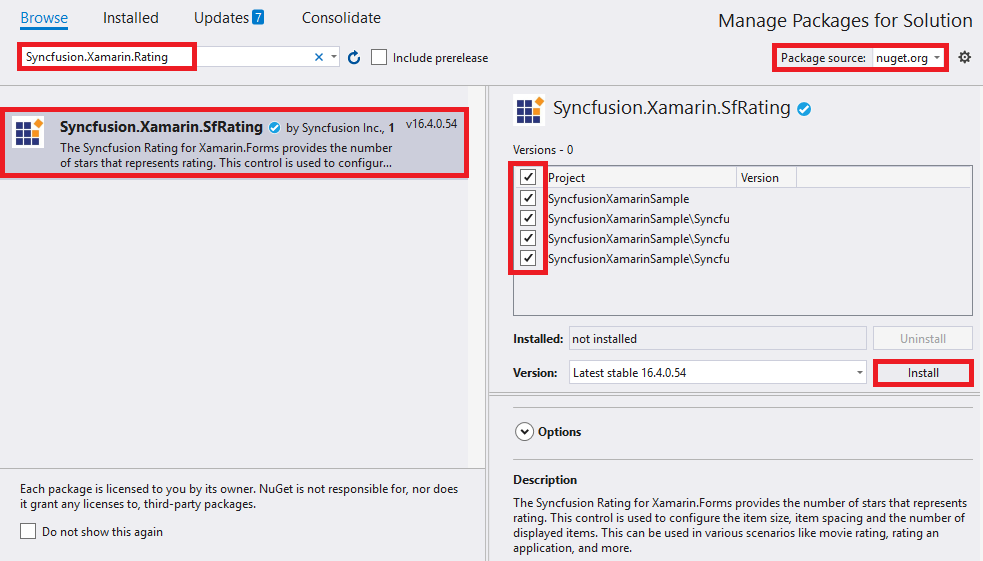 Browse Installed Updates 7 Consolidate
Manage Packages for Solution
Syncfusion.Xamarin.Rating
Include prerelease
Package source: nuget.org
Syncfusion.Xamarin.SfRating by Syncfusion Inc., 1 v16.4.0.54
The Syncfusion Rating for Xamarin.Forms provides the number
of stars that represents rating. This control is used to configur...
Each package is licensed to you by its owner. NuGet is not responsible for, nor does
it grant any licenses to, third-party packages.
Do not show this again
Syncfusion.Xamarin.SfRating
Versions - 0
Project Version
SyncfusionXamarinSample
SyncfusionXamarinSample\Syncfu
SyncfusionXamarinSample\Syncfu
SyncfusionXamarinSample\Syncfu
Installed: not installed Uninstall
Version: Latest stable 16.4.0.54 Install
Options
Description
The Syncfusion Rating for Xamarin.Forms provides the number of stars that represents
rating. This control is used to configure the item size, item spacing and the number of
displayed items. This can be used in various scenarios like movie rating, rating an
application, and more.